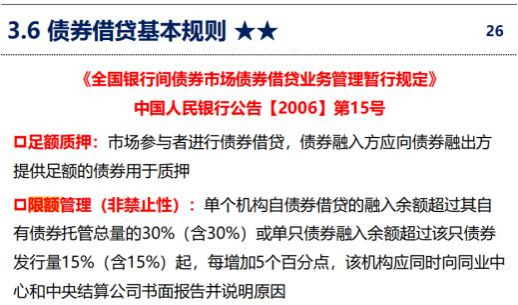 3.6 债券借贷基本规则 ★★
26
《全国银行间债券市场债券借贷业务管理暂行规定》
中国人民银行公告【2006】第15号
足额质押：市场参与者进行债券借贷，债券融入方应向债券融出方
提供足额的债券用于质押
限额管理（非禁止性）：单个机构自债券借贷的融入余额超过其自
有债券托管总量的30%（含30%）或单只债券融入余额超过该只债券
发行量15%（含15%）起，每增加5个百分点，该机构应同时向同业中
心和中央结算公司书面报告并说明原因